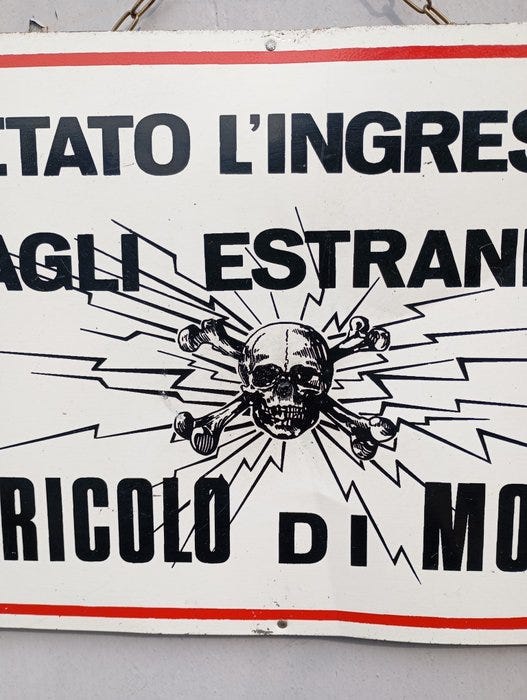 ETATO L'INGRES
AGLI ESTRANE
RICOLO DI MO